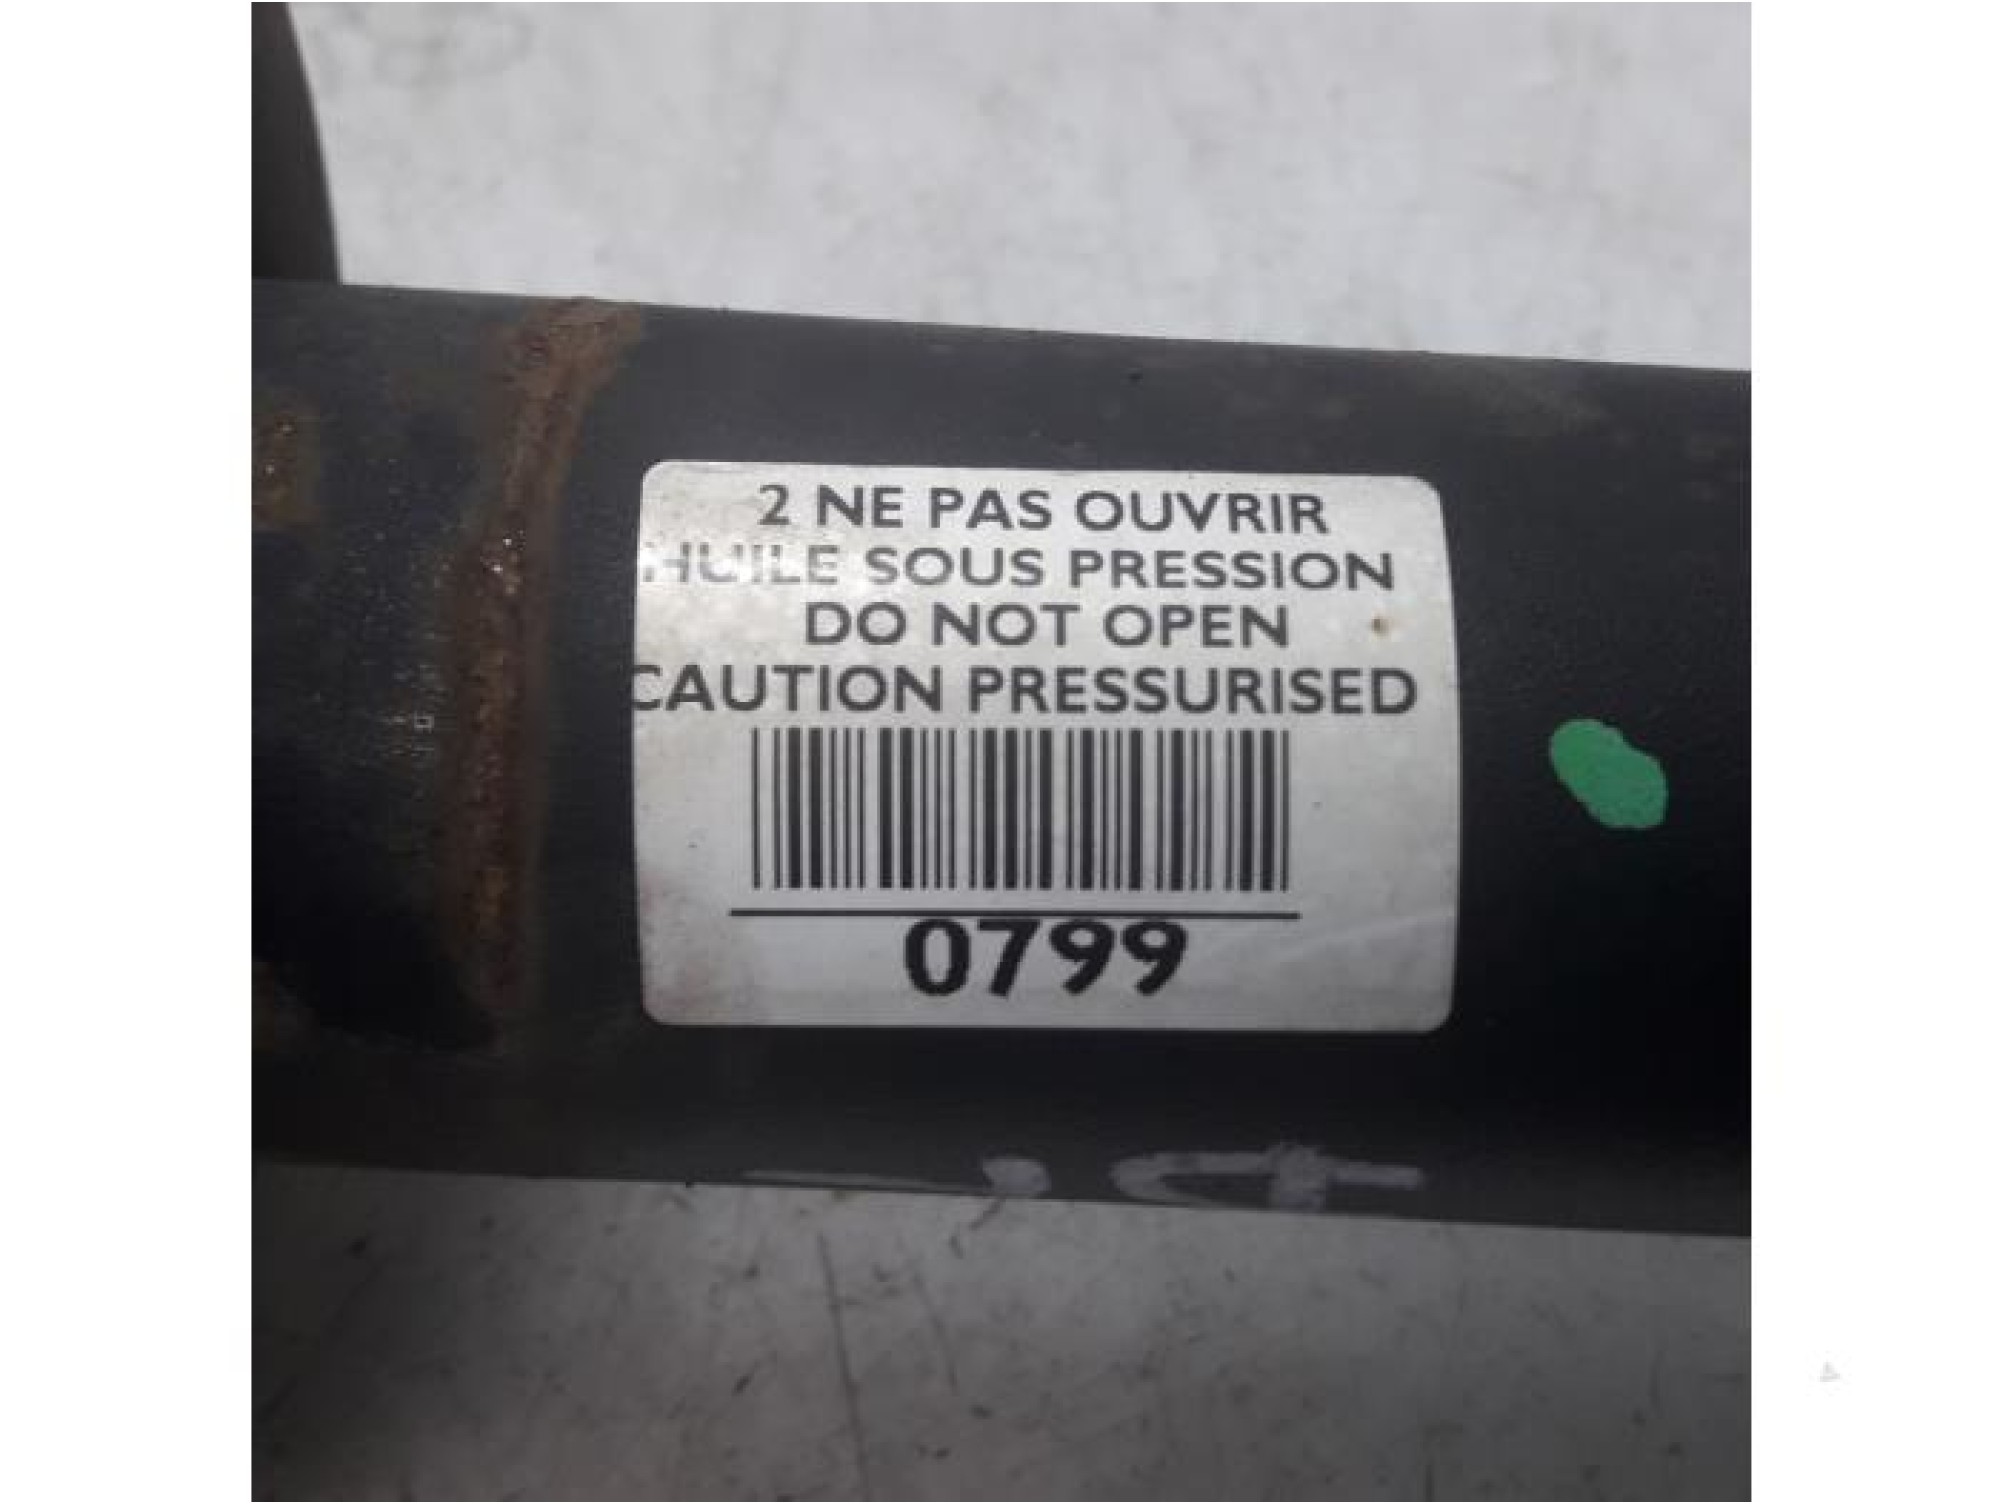 2 NE PAS OUVRIR
HUILE SOUS PRESSION
DO NOT OPEN
CAUTION PRESSURISED
0799